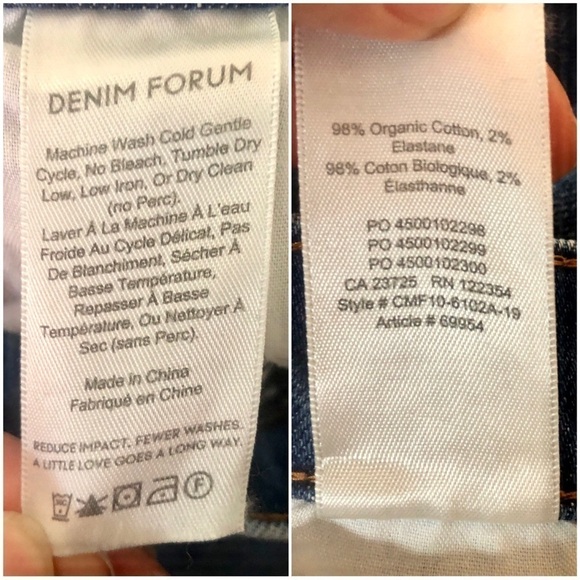 DENIM FORUM
Machine Wash Cold Gentle
Cycle, No Bleach, Tumble Dry
Low, Low Iron, Or Dry Clean
(no Perc).
Laver À La Machine À L'eau
Froide Au Cycle Délicat, Pas
De Blanchiment, Sécher À
Basse Température,
Repasser À Basse
Température, Ou Nettoyer À
Sec (sans Perc).
Made in China
Fabriqué en Chine
REDUCE IMPACT. FEWER WASHES.
A LITTLE LOVE GOES A LONG WAY.
F
98% Organic Cotton, 2%
Elastane
98% Coton Biologique, 2%
Élasthanne
PO 4500102298
PO 4500102299
PO 4500102300
CA 23725 RN 122354
Style # CMF10-6102A-19
Article # 69954